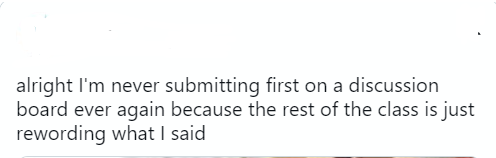 alright I'm never submitting first on a discussion
board ever again because the rest of the class is just
rewording what I said